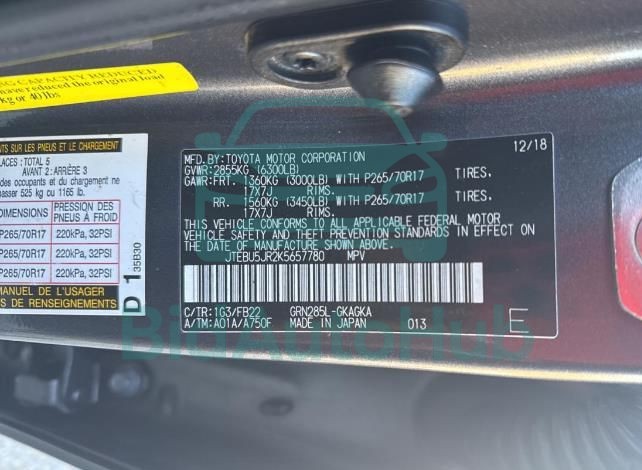 NG CAPACITY REDUCED
have reduced the original load
kg or 40 lbs
NTS SUR LES PNEUS ET LE CHARGEMENT
LACES: TOTAL 5
AVANT 2: ARRIÈRE 3
des occupants et du chargement ne
passer 525 kg ou 1165 lb.
DIMENSIONS
PRESSION DES PNEUS À FROID
P265/70R17 220kPa, 32PSI
P265/70R17 220kPa, 32PSI
P265/70R17 220kPa, 32PSI
MANUEL DE L'USAGER
D 1 35B30
12/18
MFD.BY:TOYOTA MOTOR CORPORATION
GVWR:2855KG (6300LB)
GAWR:FRT. 1360KG (3000LB) WITH P265/70R17 TIRES.
17X7J RIMS.
RR. 1560KG (3450LB) WITH P265/70R17 TIRES.
17X7J RIMS.
THIS VEHICLE CONFORMS TO ALL APPLICABLE FEDERAL MOTOR
VEHICLE SAFETY AND THEFT PREVENTION STANDARDS IN EFFECT ON
THE DATE OF MANUFACTURE SHOWN ABOVE.
JTEBU5JR2K5657780 MPV
C/TR:1G3/FB22 GRN285L-GKAGKA
A/TM:A01A/A750F MADE IN JAPAN 013 E
BidAutoHub